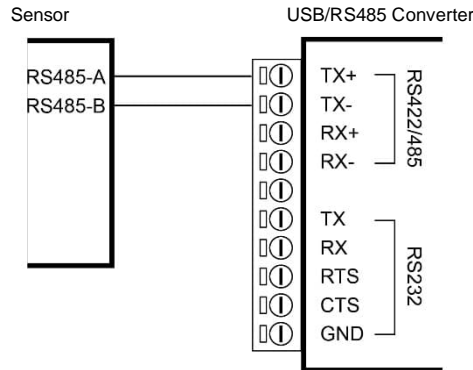 Sensor
USB/RS485 Converter
RS485-A
RS485-B
TX+
TX-
RX+
RX-
RS422/485
TX
RX
RTS
CTS
GND
RS232